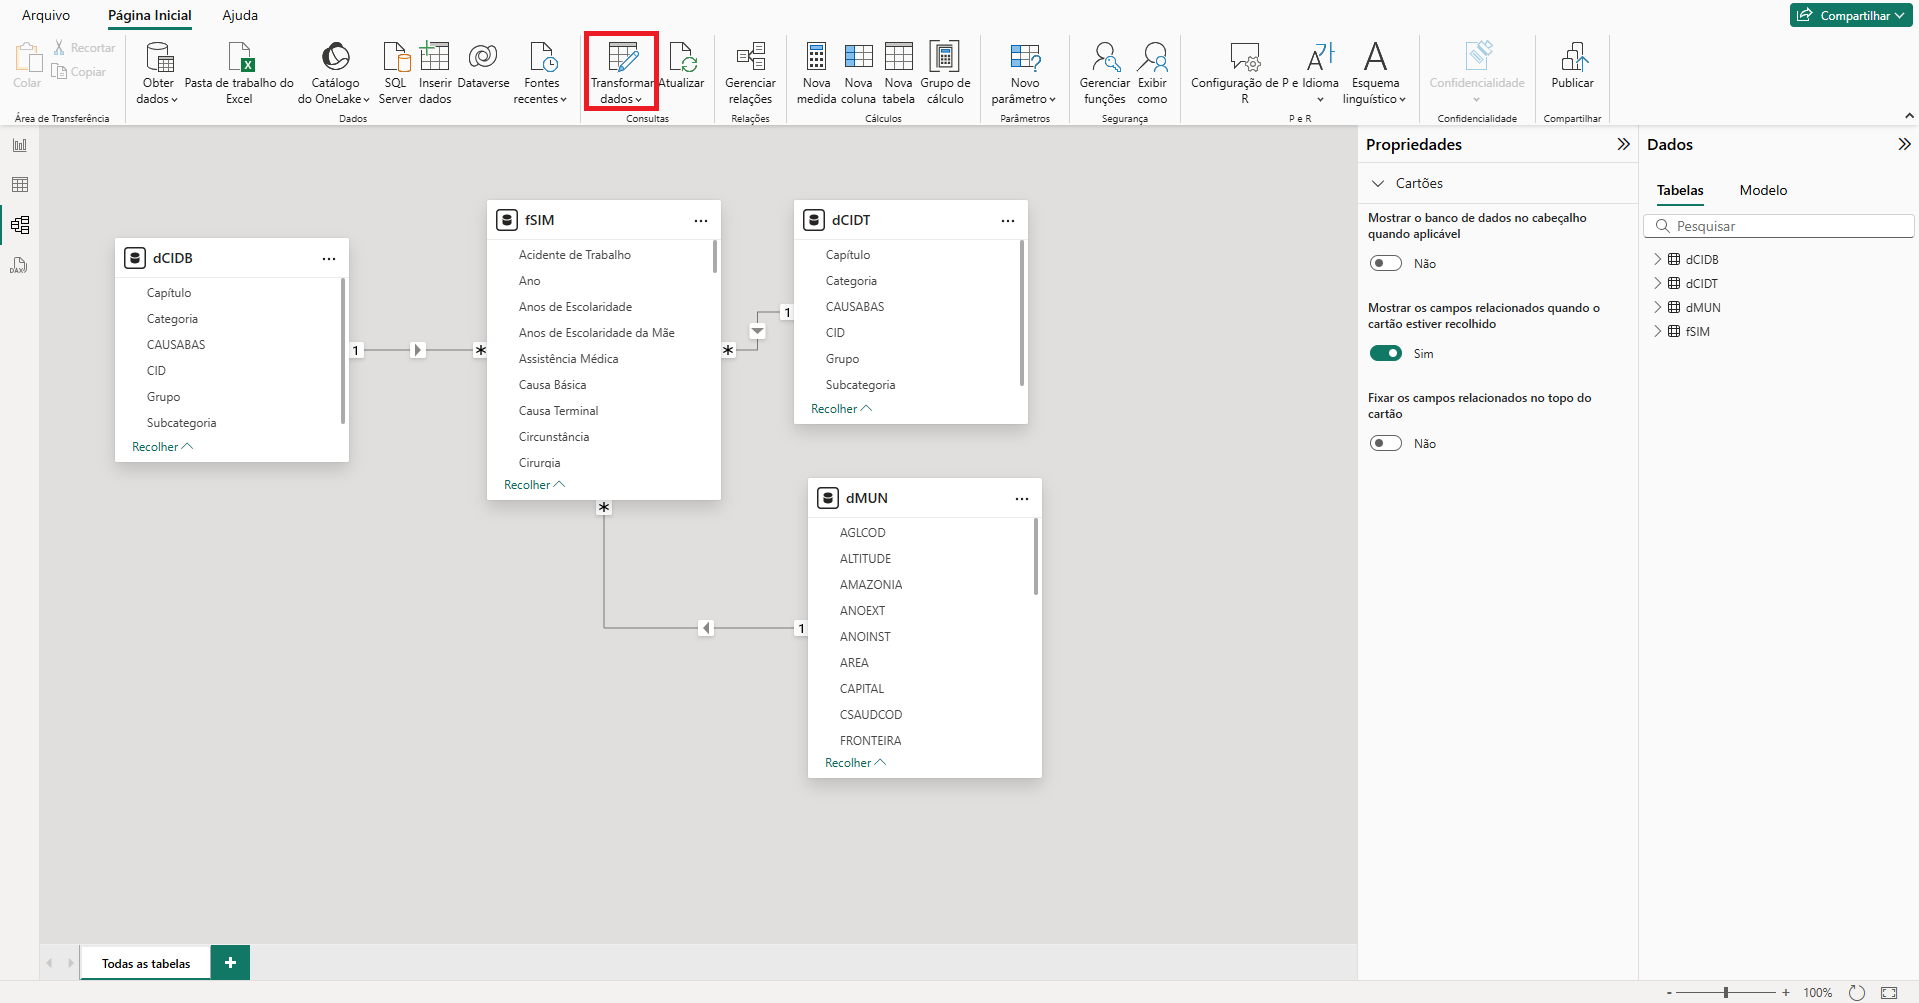 Arquivo
Página Inicial
Ajuda
Compartilhar
Colar
Recortar
Copiar
Obter dados
Pasta de trabalho do Excel
Catálogo do OneLake
SQL Server
Inserir dados
Dataverse
Fontes recentes
Transformar dados
Atualizar
Gerenciar relações
Nova medida
Nova coluna
Nova tabela
Grupo de cálculo
Novo parâmetro
Gerenciar funções
Exibir como
Configuração de P e R
Idioma
Esquema linguístico
Confidencialidade
Publicar
Área de Transferência
Dados
Consultas
Relações
Cálculos
Parâmetros
Segurança
P e R
Confidencialidade
Compartilhar
DAX
dCIDB
Capítulo
Categoria
CAUSABAS
CID
Grupo
Subcategoria
Recolher
1
*
fSIM
Acidente de Trabalho
Ano
Anos de Escolaridade
Anos de Escolaridade da Mãe
Assistência Médica
Causa Básica
Causa Terminal
Circunstância
Cirurgia
Recolher
*
1
*
dCIDT
Capítulo
Categoria
CAUSABAS
CID
Grupo
Subcategoria
Recolher
1
dMUN
AGLCOD
ALTITUDE
AMAZONIA
ANOEXT
ANOINST
AREA
CAPITAL
CSAUDCOD
FRONTEIRA
Recolher
Propriedades
Cartões
Mostrar o banco de dados no cabeçalho
quando aplicável
Não
Mostrar os campos relacionados quando o
cartão estiver recolhido
Sim
Fixar os campos relacionados no topo do
cartão
Não
Dados
Tabelas
Modelo
Pesquisar
dCIDB
dCIDT
dMUN
fSIM
Todas as tabelas
+
- + 100%